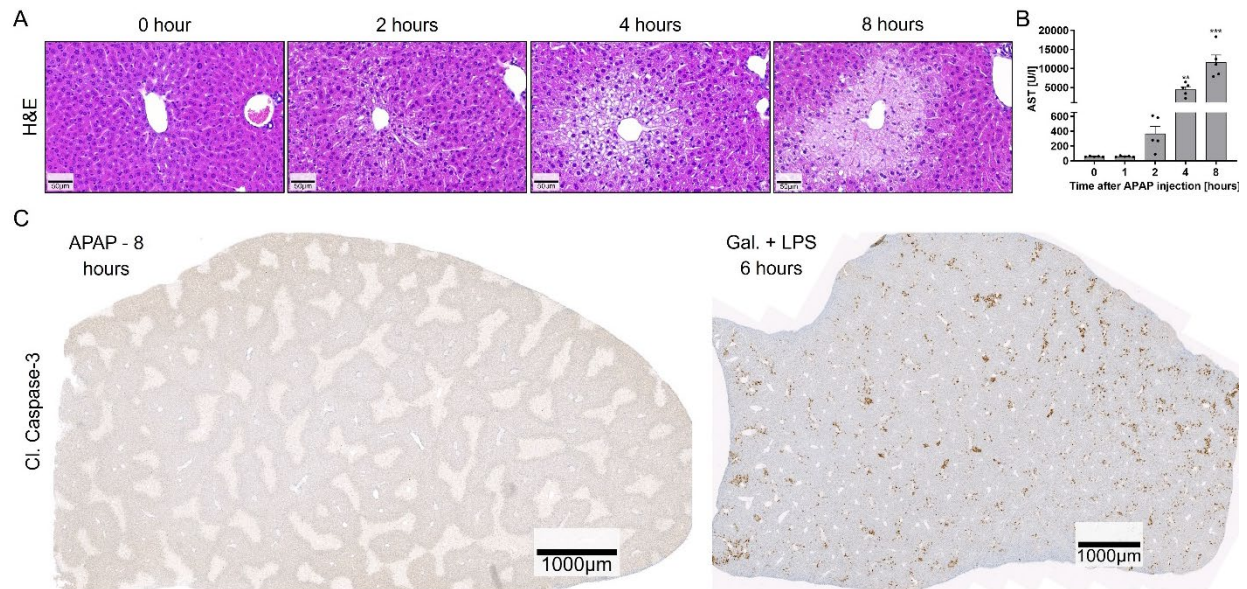 A
0 hour
2 hours
4 hours
8 hours
H&E
50µm
50µm
50µm
50µm
B
AST [U/l]
20000
15000
10000
5000
600
400
200
0
**
***
0 1 2 4 8
Time after APAP injection [hours]
C
Cl. Caspase-3
APAP - 8
hours
1000µm
Gal. + LPS
6 hours
1000µm